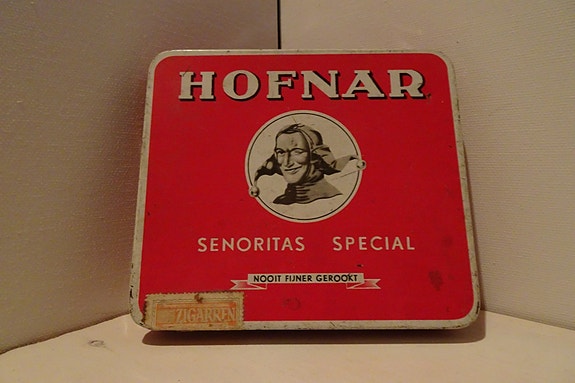 HOFNAR
SENORITAS SPECIAL
NOOIT FIJNER GEROOKT
ZIGARREN